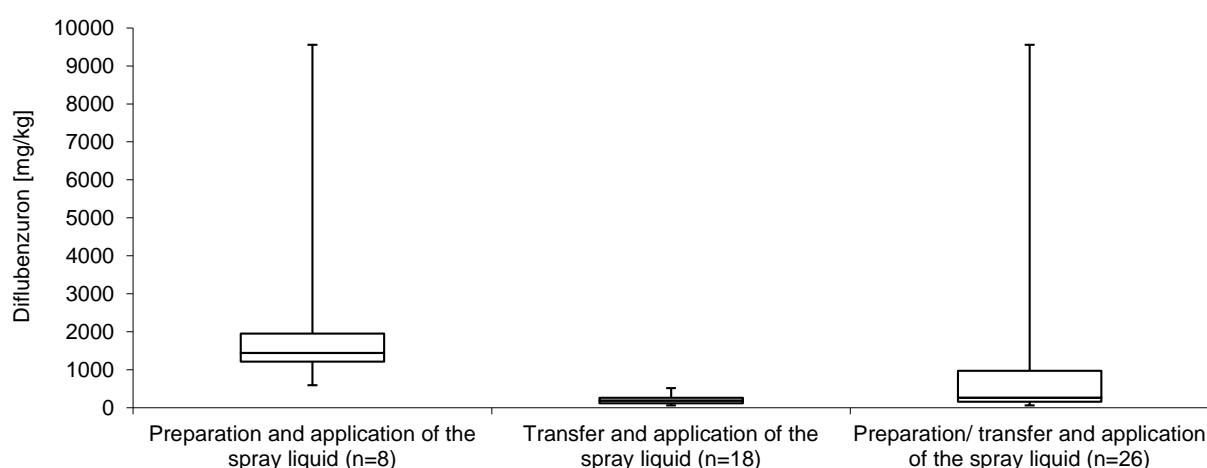 Diflubenzuron [mg/kg]
10000
9000
8000
7000
6000
5000
4000
3000
2000
1000
0
Preparation and application of the
spray liquid (n=8)
Transfer and application of the
spray liquid (n=18)
Preparation/ transfer and application
of the spray liquid (n=26)